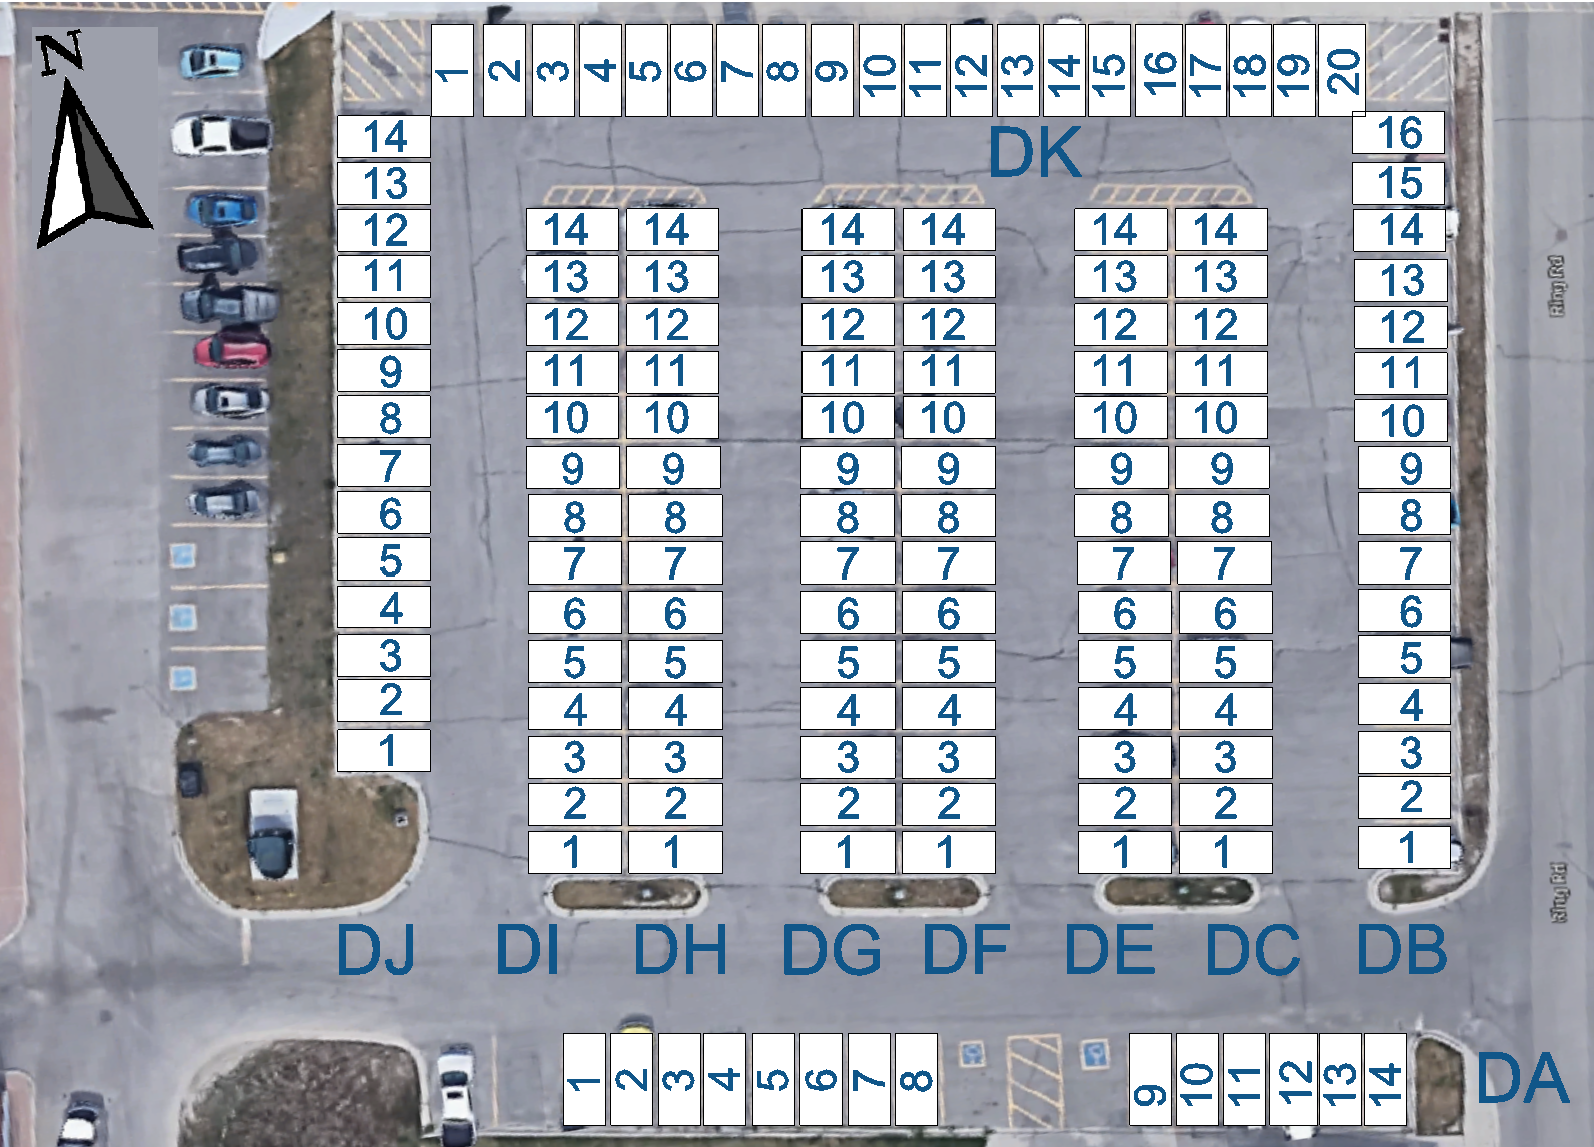 N
1 2 3 4 5 6 7 8 9 10 11 12 13 14 15 16 17 18 19 20
DK
14 16
13 15
12 14 14 14 14 14 14 14
11 13 13 13 13 13 13 13
10 12 12 12 12 12 12 12
9 11 11 11 11 11 11 11
8 10 10 10 10 10 10 10
7 9 9 9 9 9 9 9
6 8 8 8 8 8 8 8
5 7 7 7 7 7 7 7
4 6 6 6 6 6 6 6
3 5 5 5 5 5 5 5
2 4 4 4 4 4 4 4
1 3 3 3 3 3 3 3
2 2 2 2 2 2 2
1 1 1 1 1 1 1
Ring Rd
Ring Rd
DJ DI DH DG DF DE DC DB
1 2 3 4 5 6 7 8 9 10 11 12 13 14
DA